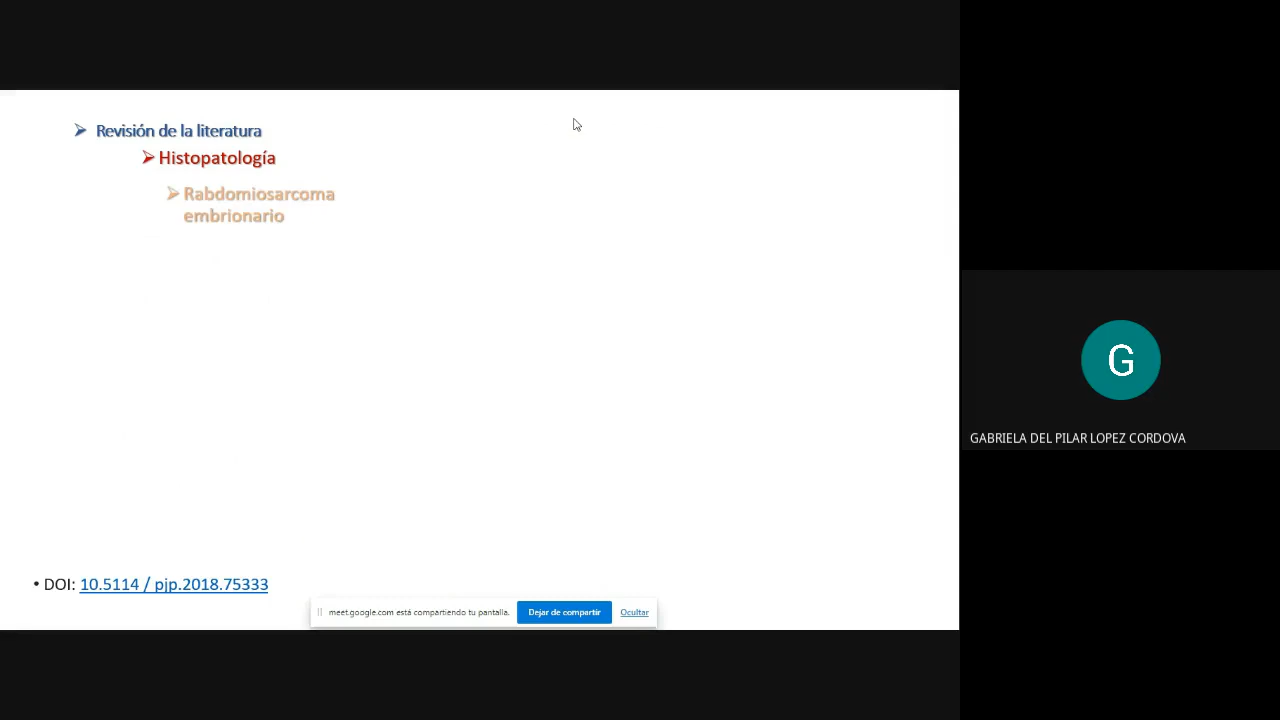 ➢ Revisión de la literatura
➢ Histopatología
➢ Rabdomiosarcoma
embrionario
G
GABRIELA DEL PILAR LOPEZ CORDOVA
• DOI: 10.5114 / pjp.2018.75333
meet.google.com está compartiendo tu pantalla. Dejar de compartir Ocultar